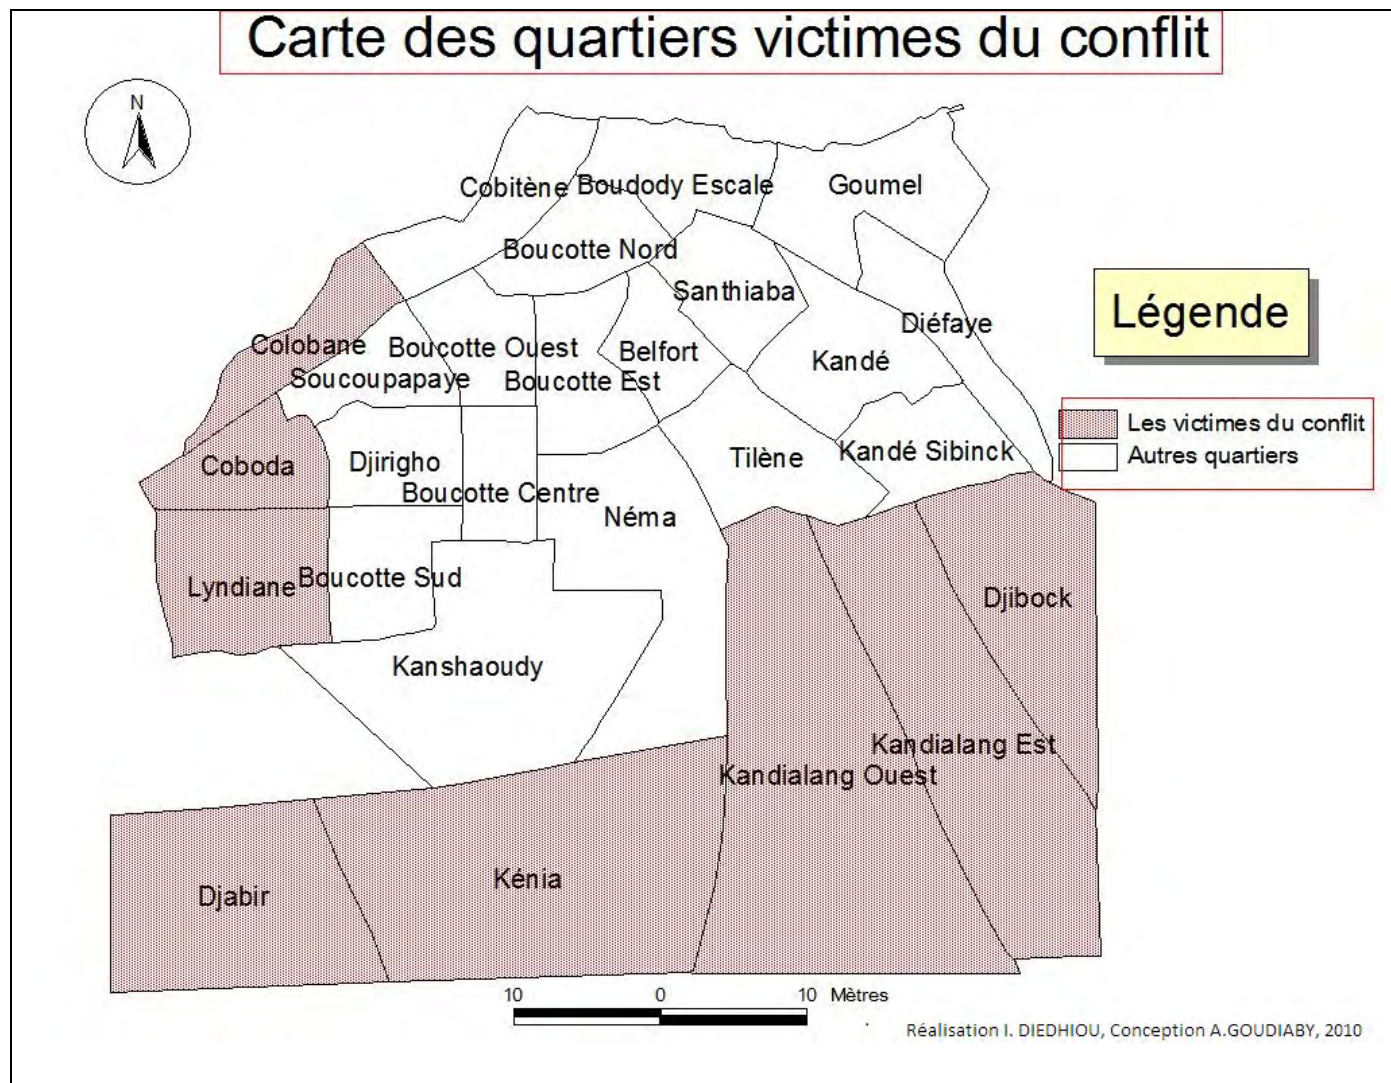 Carte des quartiers victimes du conflit
N
Cobitène
Boudody Escale
Goumel
Boucotte Nord
Santhiaba
Légende
Diéfaye
Colobane
Boucotte Ouest
Belfort
Kandé
Soucoupapaye
Boucotte Est
Les victimes du conflit
Autres quartiers
Coboda
Djirigho
Tilène
Kandé Sibinck
Boucotte Centre
Néma
Lyndiane
Boucotte Sud
Djibock
Kanshaoudy
Kandialang Est
Kandialang Ouest
Kénia
Djabir
10 0 10 Mètres
Réalisation I. DIEDHIOU, Conception A.GOUDIABY, 2010